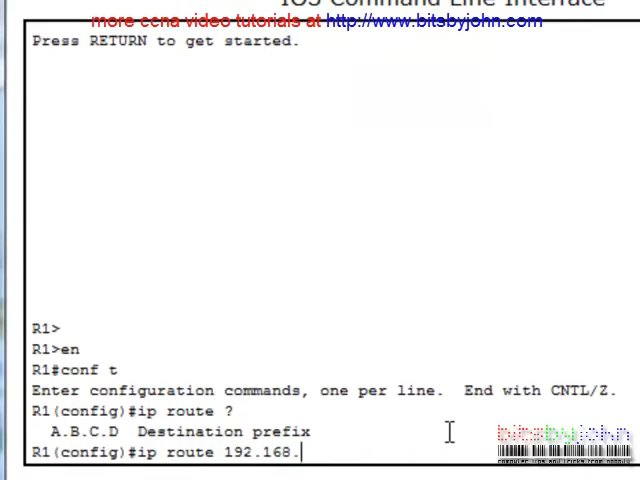 IOS Command Line Interface
more ccna video tutorials at http://www.bitsbyjohn.com
Press RETURN to get started.
R1>
R1>en
R1#conf t
Enter configuration commands, one per line.  End with CNTL/Z.
R1(config)#ip route ?
  A.B.C.D  Destination prefix
R1(config)#ip route 192.168.
bitsbyjohn